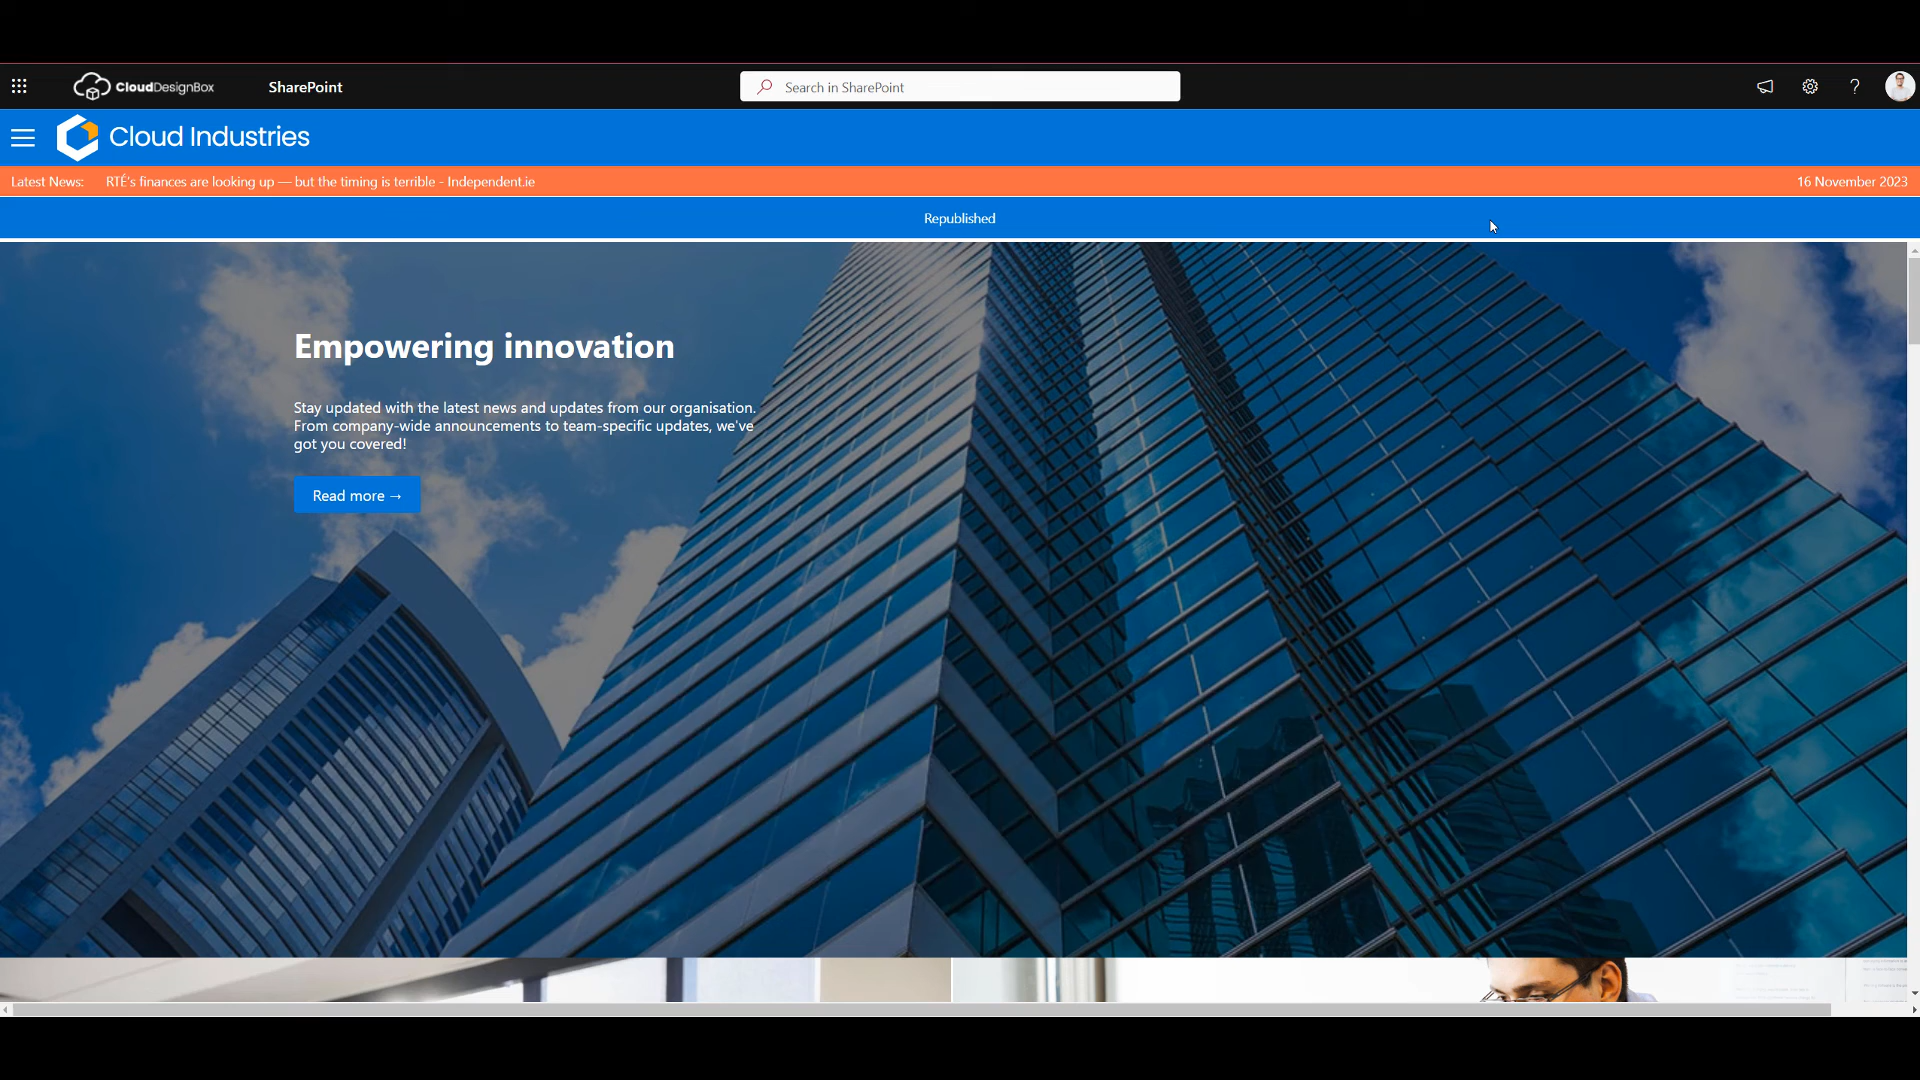 CloudDesignBox
SharePoint
Search in SharePoint
Cloud Industries
Latest News: RTÉ's finances are looking up — but the timing is terrible - Independent.ie
16 November 2023
Republished
Empowering innovation
Stay updated with the latest news and updates from our organisation.
From company-wide announcements to team-specific updates, we've
got you covered!
Read more →